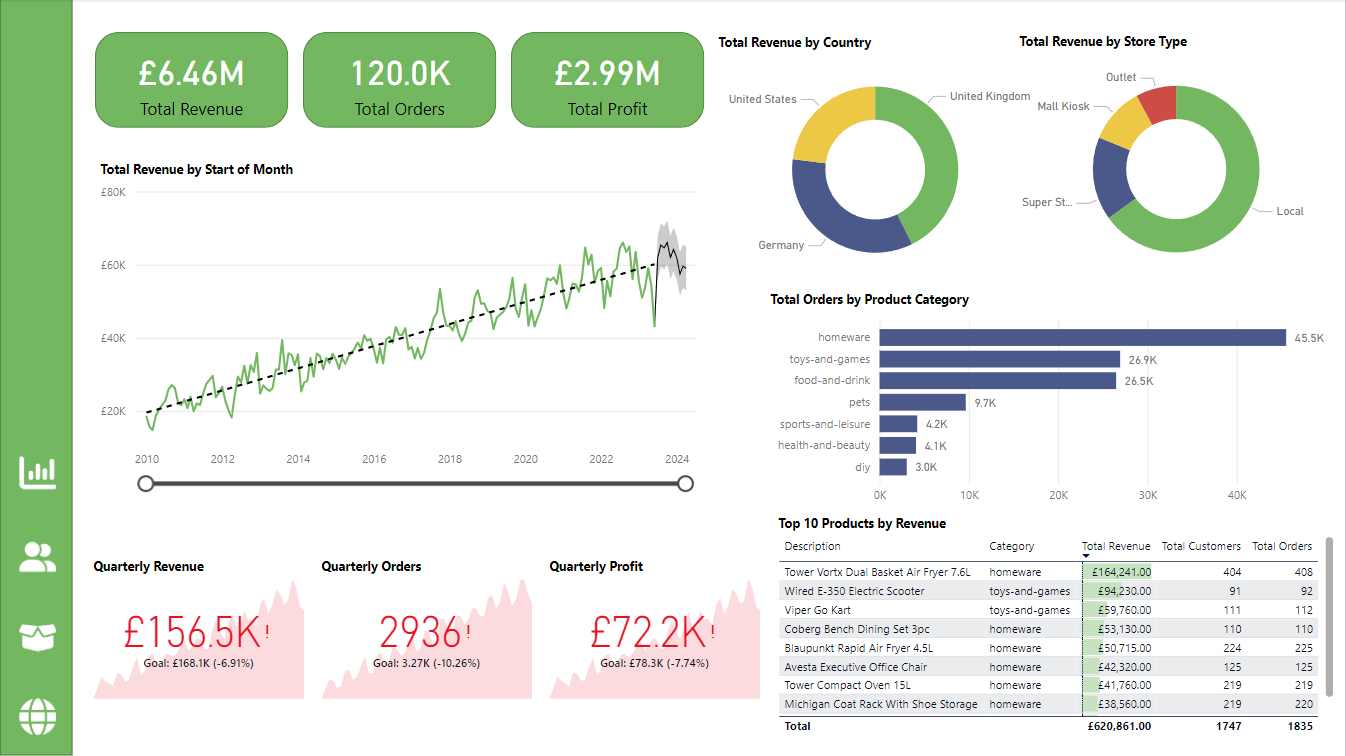 £6.46M
Total Revenue
120.0K
Total Orders
£2.99M
Total Profit
Total Revenue by Country
United States
United Kingdom
Germany
Total Revenue by Store Type
Outlet
Mall Kiosk
Super St...
Local
Total Revenue by Start of Month
£80K
£60K
£40K
£20K
2010 2012 2014 2016 2018 2020 2022 2024
Total Orders by Product Category
homeware 45.5K
toys-and-games 26.9K
food-and-drink 26.5K
pets 9.7K
sports-and-leisure 4.2K
health-and-beauty 4.1K
diy 3.0K
0K 10K 20K 30K 40K
Quarterly Revenue
£156.5K!
Goal: £168.1K (-6.91%)
Quarterly Orders
2936!
Goal: 3.27K (-10.26%)
Quarterly Profit
£72.2K!
Goal: £78.3K (-7.74%)
Top 10 Products by Revenue
Description Category Total Revenue Total Customers Total Orders
Tower Vortx Dual Basket Air Fryer 7.6L homeware £164,241.00 404 408
Wired E-350 Electric Scooter toys-and-games £94,230.00 91 92
Viper Go Kart toys-and-games £59,760.00 111 112
Coberg Bench Dining Set 3pc homeware £53,130.00 110 110
Blaupunkt Rapid Air Fryer 4.5L homeware £50,715.00 224 225
Avesta Executive Office Chair homeware £42,320.00 125 125
Tower Compact Oven 15L homeware £41,760.00 219 219
Michigan Coat Rack With Shoe Storage homeware £38,560.00 219 220
Total £620,861.00 1747 1835